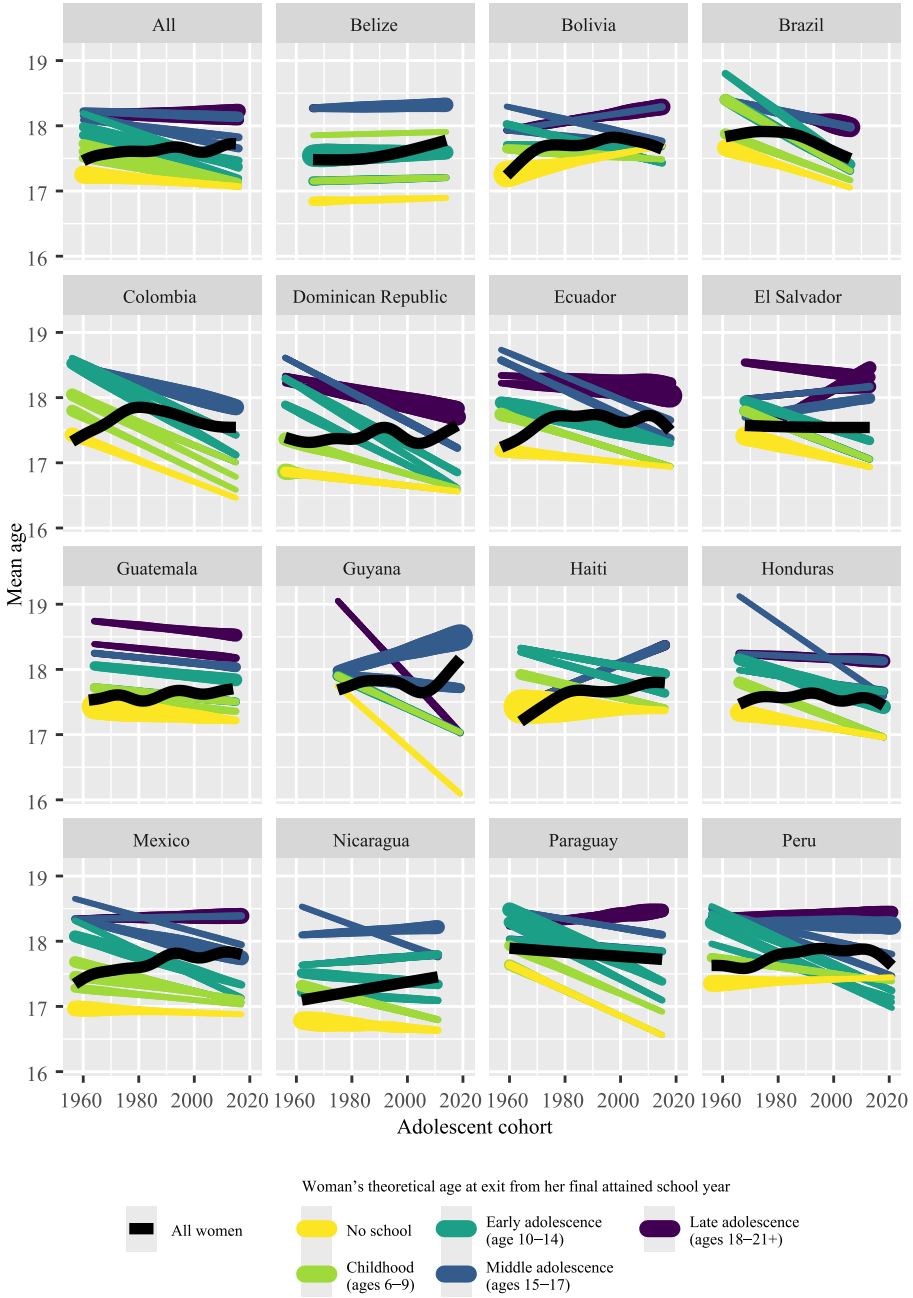 All Belize Bolivia Brazil
19
18
17
16
Colombia Dominican Republic Ecuador El Salvador
19
18
17
16
Mean age
Guatemala Guyana Haiti Honduras
19
18
17
16
Mexico Nicaragua Paraguay Peru
19
18
17
16
1960 1980 2000 2020 1960 1980 2000 2020 1960 1980 2000 2020 1960 1980 2000 2020
Adolescent cohort
Woman's theoretical age at exit from her final attained school year
All women
No school
Early adolescence
(age 10–14)
Late adolescence
(ages 18–21+)
Childhood
(ages 6–9)
Middle adolescence
(ages 15–17)